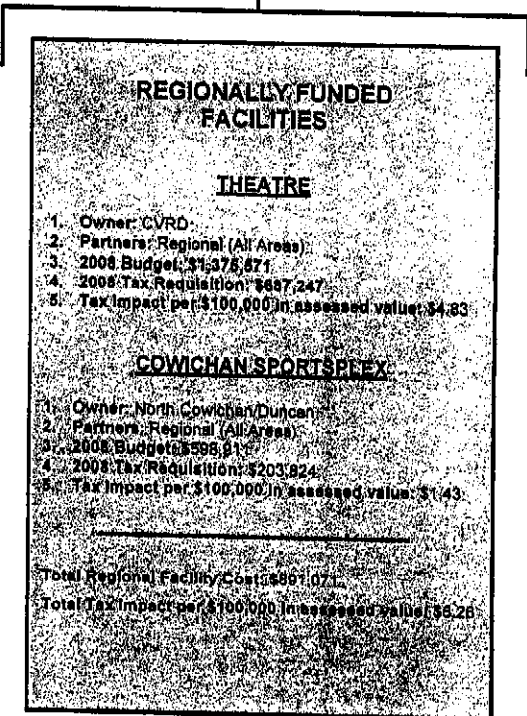 REGIONALLY FUNDED
FACILITIES
THEATRE
1. Owner: CVRD
2. Partners: Regional (All Areas)
3. 2008 Budget: $1,375,571
4. 2008 Tax Requisition: $687,247
5. Tax Impact per $100,000 in assessed value: $4.83
COWICHAN SPORTSPLEX
1. Owner: North Cowichan/Duncan
2. Partners: Regional (All Areas)
3. 2008 Budget: $598,911
4. 2008 Tax Requisition: $203,824
5. Tax Impact per $100,000 in assessed value: $1.43
Total Regional Facility Cost: $891,071
Total Tax Impact per $100,000 in assessed value: $6.26